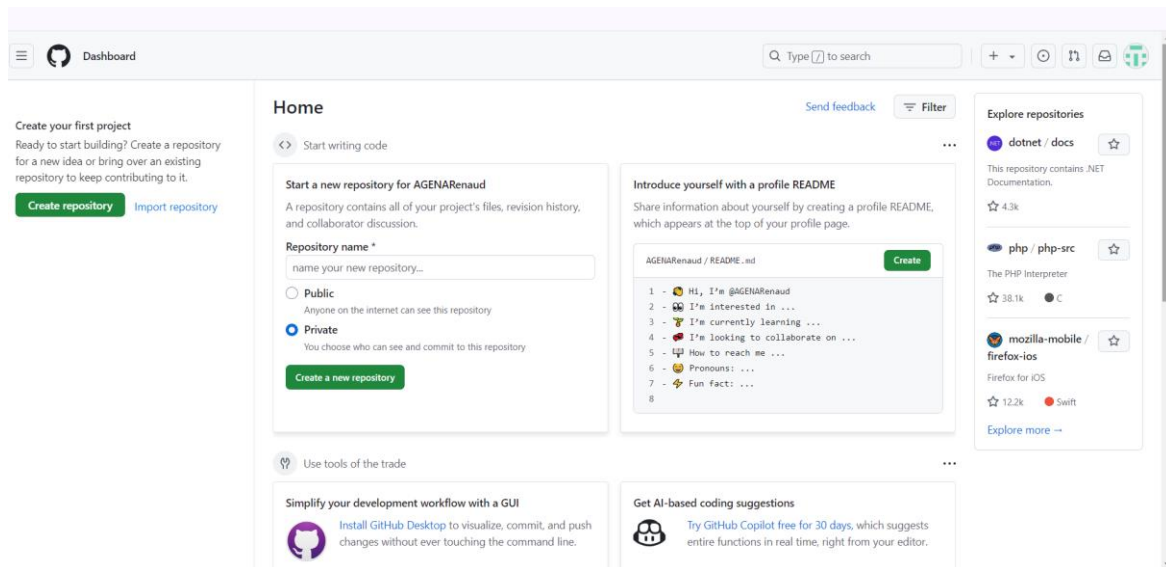 Dashboard
Type / to search
Create your first project
Ready to start building? Create a repository
for a new idea or bring over an existing
repository to keep contributing to it.
Create repository
Import repository
Home
Send feedback
Filter
Start writing code
Start a new repository for AGENARenaud
A repository contains all of your project's files, revision history,
and collaborator discussion.
Repository name *
name your new repository...
Public
Anyone on the internet can see this repository
Private
You choose who can see and commit to this repository
Create a new repository
Introduce yourself with a profile README
Share information about yourself by creating a profile README,
which appears at the top of your profile page.
AGENARenaud / README.md
Create
1 - 👋 Hi, I'm @AGENARenaud
2 - 👀 I'm interested in ...
3 - 🌱 I'm currently learning ...
4 - 💞️ I'm looking to collaborate on ...
5 - 📫 How to reach me ...
6 - 😄 Pronouns: ...
7 - ⚡ Fun fact: ...
8
Use tools of the trade
Simplify your development workflow with a GUI
Install GitHub Desktop to visualize, commit, and push
changes without ever touching the command line.
Get AI-based coding suggestions
Try GitHub Copilot free for 30 days, which suggests
entire functions in real time, right from your editor.
Explore repositories
dotnet / docs
This repository contains .NET
Documentation.
4.3k
php / php-src
The PHP Interpreter
38.1k C
mozilla-mobile /
firefox-ios
Firefox for iOS
12.2k Swift
Explore more →